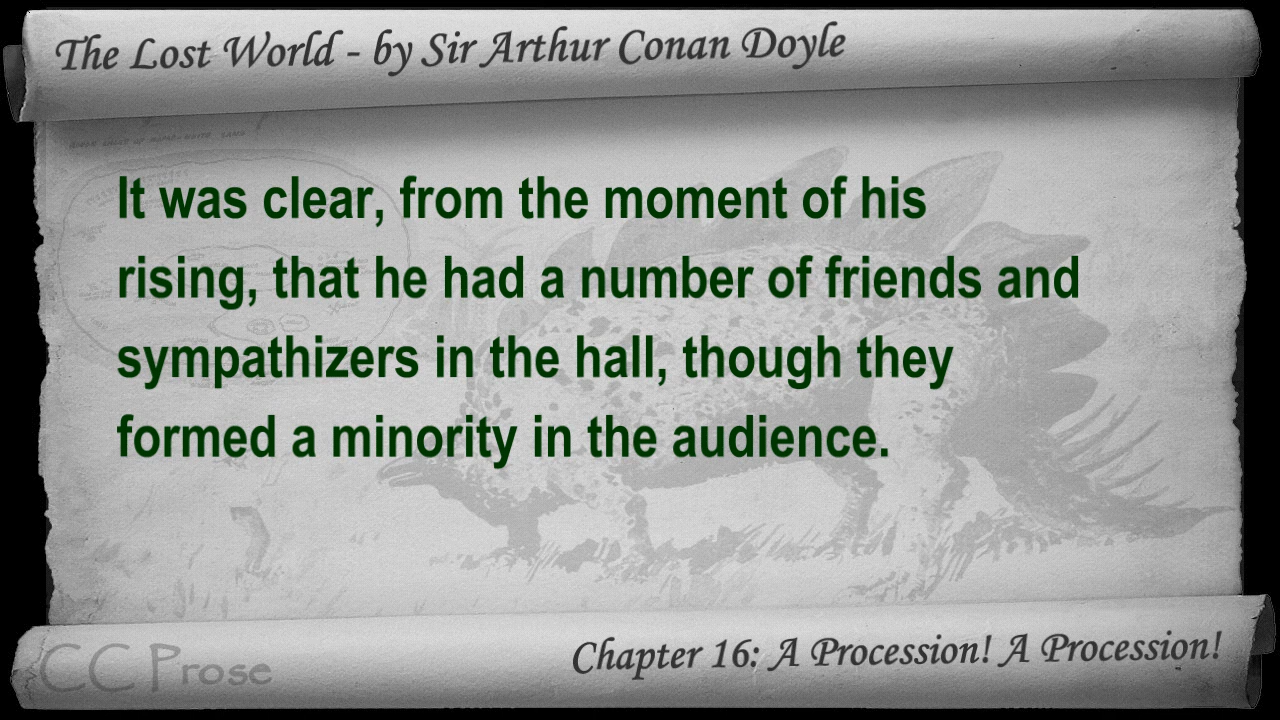 The Lost World - by Sir Arthur Conan Doyle
It was clear, from the moment of his
rising, that he had a number of friends and
sympathizers in the hall, though they
formed a minority in the audience.
CC Prose
Chapter 16: A Procession! A Procession!